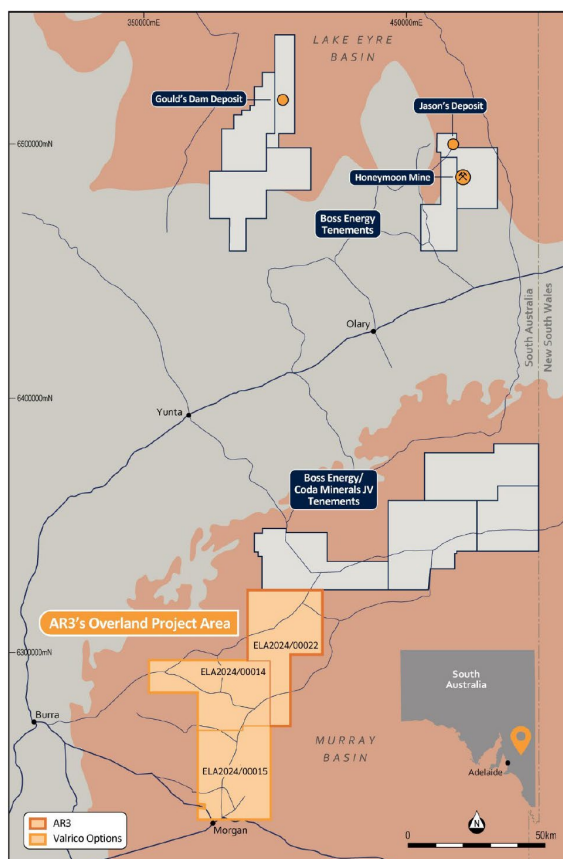 350000mE
450000mE
LAKE EYRE
BASIN
Gould's Dam Deposit
Jason's Deposit
6500000mN
Honeymoon Mine
Boss Energy
Tenements
South Australia
New South Wales
Olary
6400000mN
Yunta
Boss Energy/
Coda Minerals JV
Tenements
AR3's Overland Project Area
ELA2024/00022
6300000mN
ELA2024/00014
South
Australia
Burra
MURRAY
BASIN
Adelaide
ELA2024/00015
AR3
Valrico Options
Morgan
N
0
50km